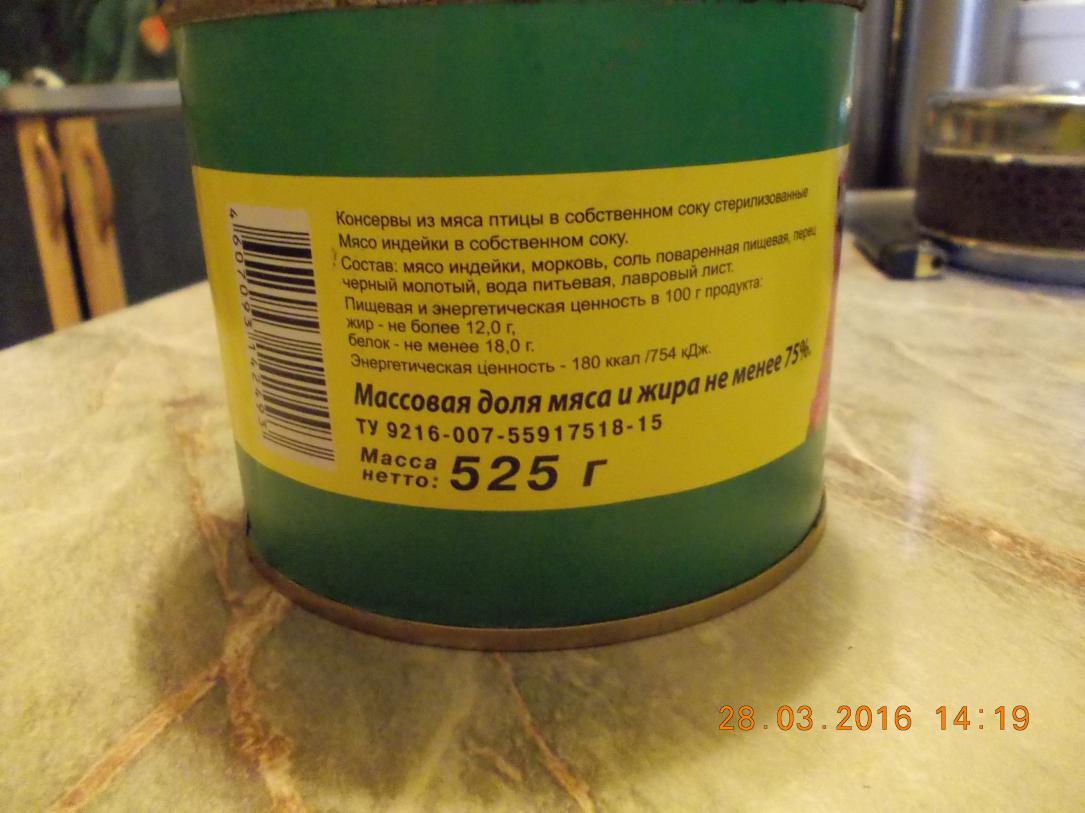 Консервы из мяса птицы в собственном соку стерилизованные
Мясо индейки в собственном соку.
Состав: мясо индейки, морковь, соль поваренная пищевая, перец
черный молотый, вода питьевая, лавровый лист.
Пищевая и энергетическая ценность в 100 г продукта:
жир - не более 12,0 г,
белок - не менее 18,0 г.
Энергетическая ценность - 180 ккал /754 кДж.
Массовая доля мяса и жира не менее 75%.
ТУ 9216-007-55917518-15
Масса
нетто: 525 г
4 607093 142493
28.03.2016 14:19